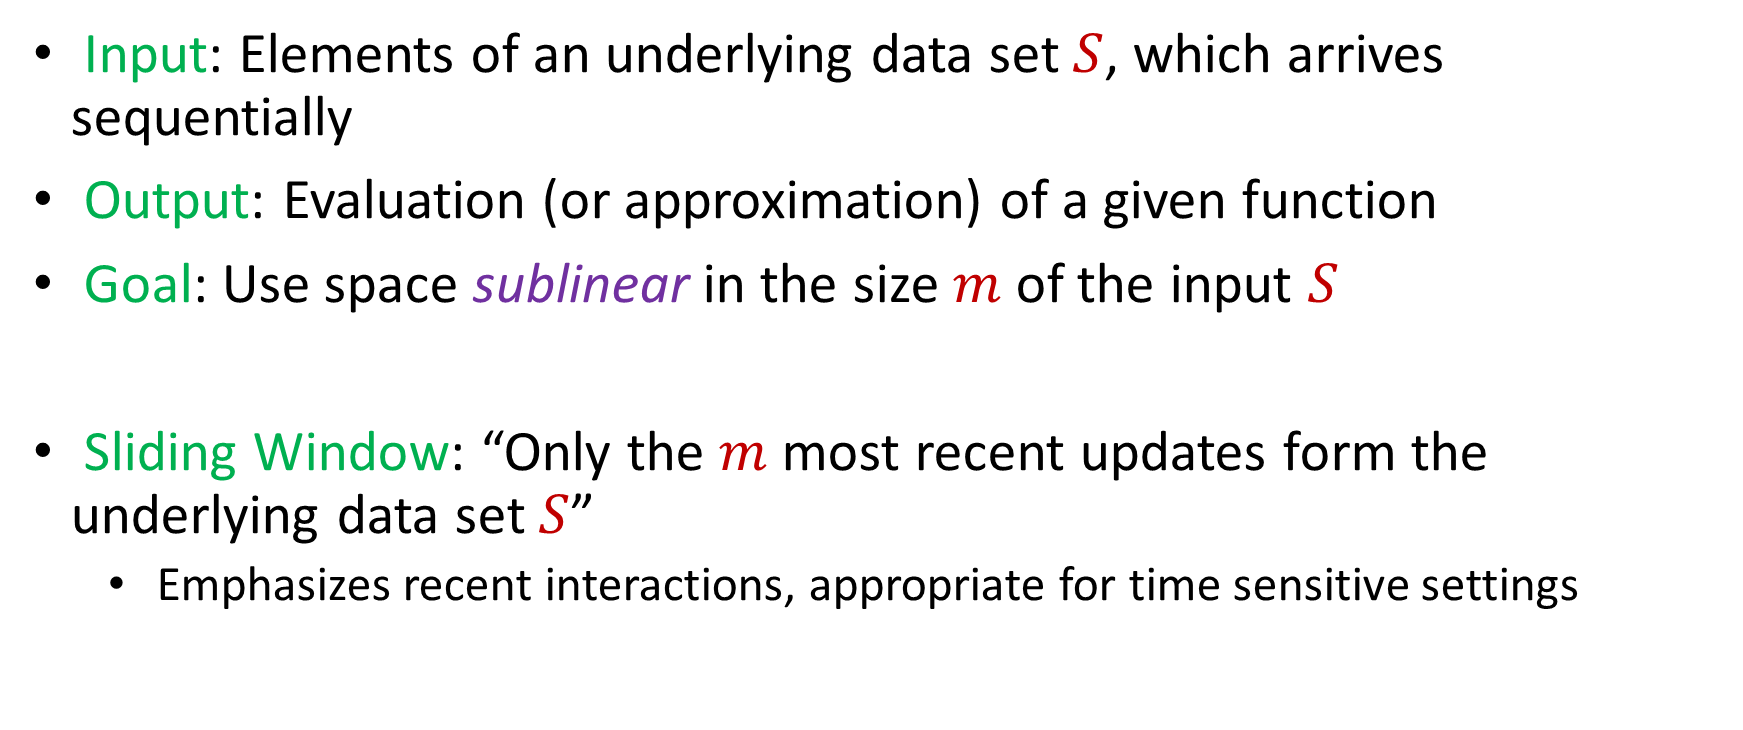 • Input: Elements of an underlying data set S, which arrives
sequentially
• Output: Evaluation (or approximation) of a given function
• Goal: Use space sublinear in the size m of the input S
• Sliding Window: “Only the m most recent updates form the
underlying data set S”
• Emphasizes recent interactions, appropriate for time sensitive settings